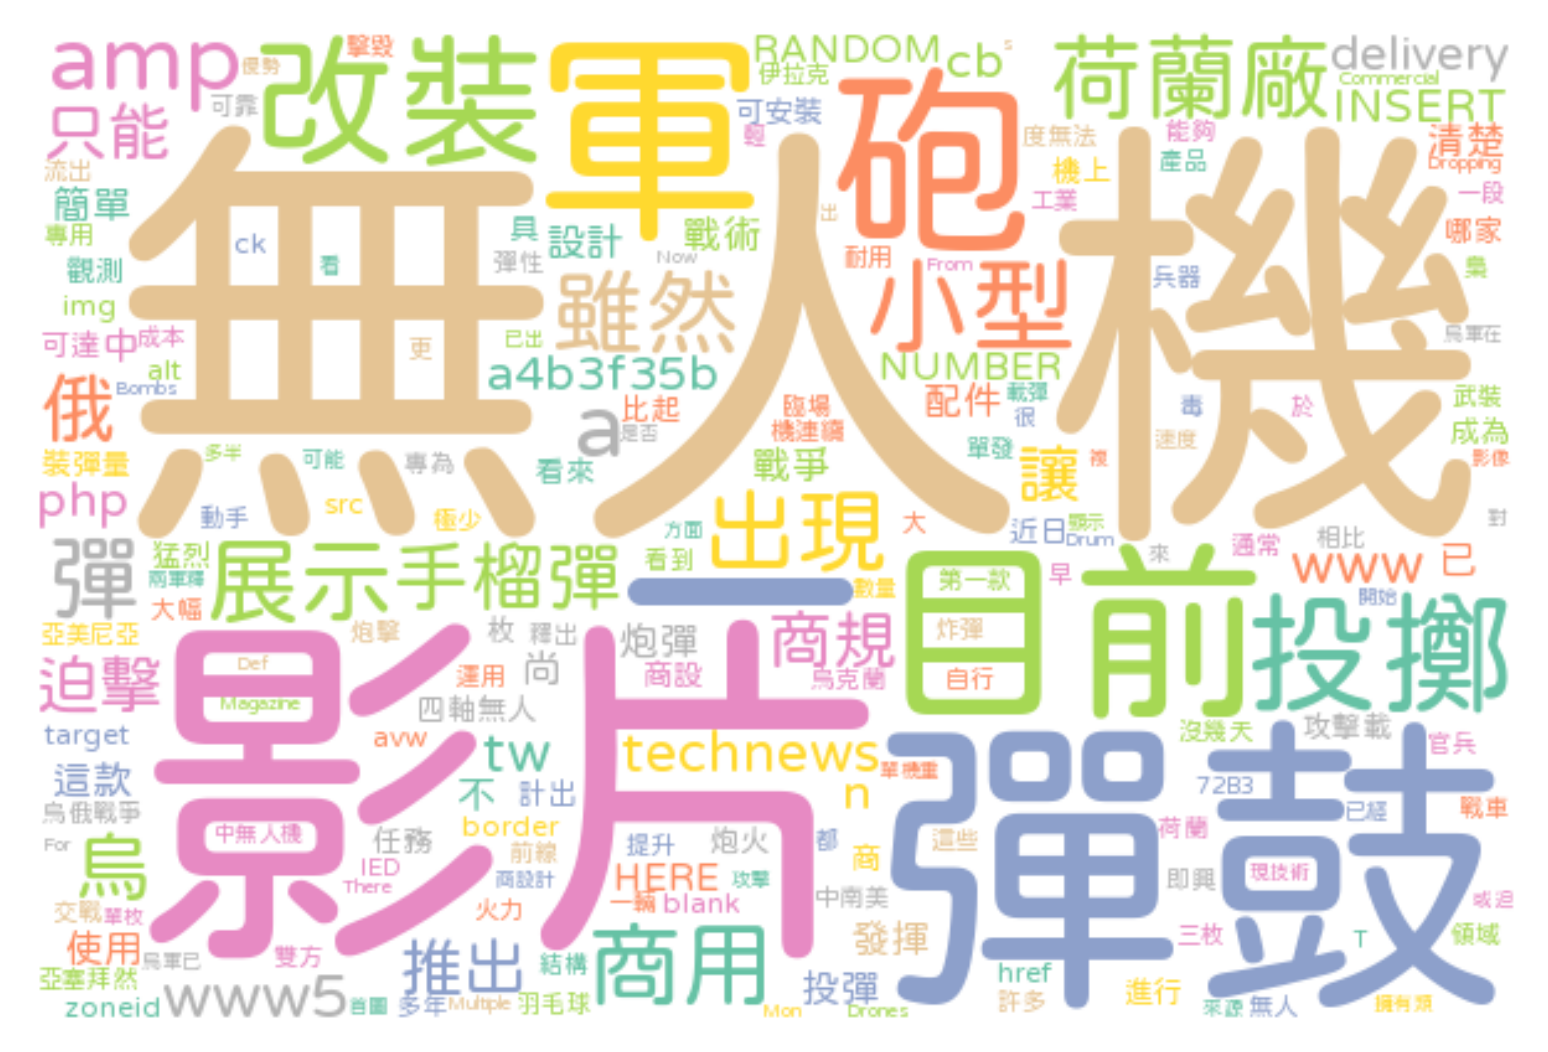 amp
優勢
改裝
擊毀
軍
RANDOM
cb
s
伊拉克
荷蘭廠
delivery
Commercial
INSERT
只能
可靠
可安裝
輕
砲
度無法
能夠
清楚
Dropping
流出
無人機
機上
產品
簡單
工業
一段
專用
ck
具
設計
戰術
出
哪家
觀測
看
彈性
Now
耐用
From
兵器
梟
img
雖然
小型
可達
中
成本
更
已出
烏軍在
alt
a4b3f35b
NUMBER
俄
Bombs
a
比起
是否
臨場
機連續
配件
載彈
很
毒
於
武裝
成為
裝彈量
多半
可能
專為
看來
戰爭
單發
讓
複
速度
影像
php
動手
src
極少
出現
方面
大
近日
顯示
Drum
對
彈
猛烈
展示
手榴彈
看到
一
數量
目前
第一款
早
來
通常
相比
www
已
兩軍釋
大幅
開始
投擲
亞美尼亞
炮擊
枚
釋出
炮彈
商規
炸彈
迫擊
影片
Def
運用
尚
商設
烏克蘭
自行
Magazine
四軸無人
target
avw
tw
technews
單機重
彈鼓
沒幾天
攻擊載
官兵
這款
不
計出
n
72B3
已經
戰車
烏俄戰爭
For
烏
中無人機
任務
border
前線
提升
炮火
都
商
這些
荷蘭
IED
There
商設計
HERE
攻擊
中南美
即興
現技術
或迫
交戰
單枚
火力
一輪
blank
使用
烏軍已
雙方
推出
結構
商用
發揮
三枚
T
領域
亞塞拜然
zoneid
www5
首圖
多年
Multiple
羽毛球
投彈
Mon
Drones
href
許多
進行
來源
無人
擁有類